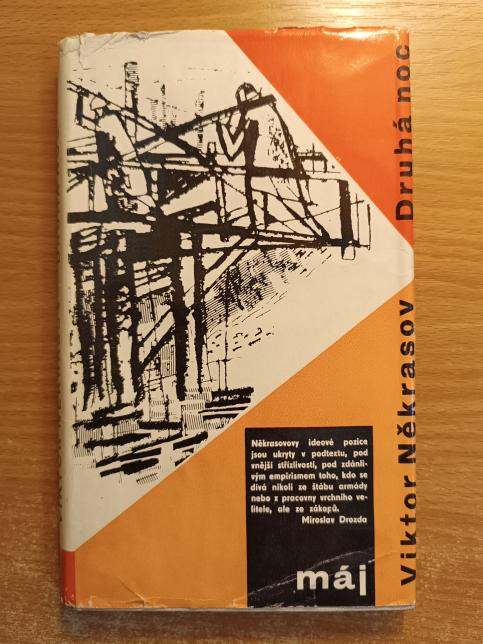 Viktor Někrasov Druhá noc
Někrasovovy ideové pozice
jsou ukryty v podtextu, pod
vnější střízlivostí, pod zdánli-
vým empirismem toho, kdo se
dívá nikoli ze štábu armády
nebo z pracovny vrchního ve-
litele, ale ze zákopů.
Miroslav Drozda
máj